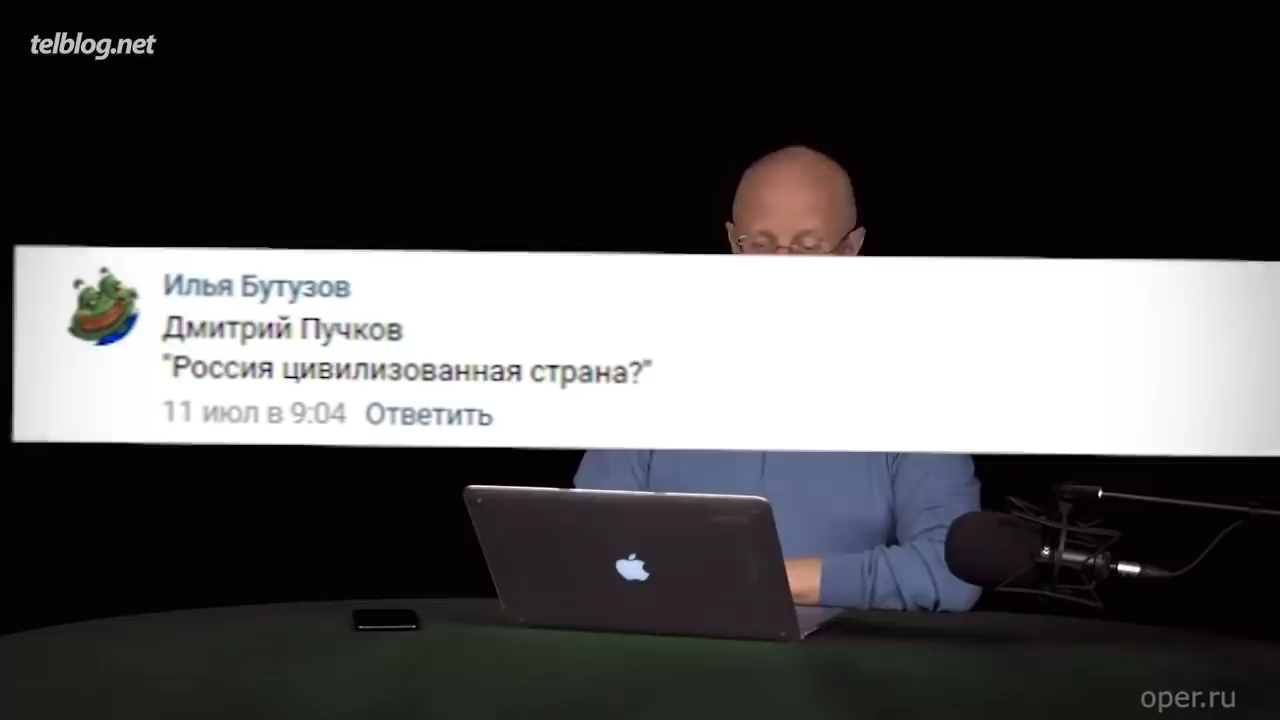 telblog.net
Илья Бутузов
Дмитрий Пучков
"Россия цивилизованная страна?"
11 июл в 9:04 Ответить
oper.ru